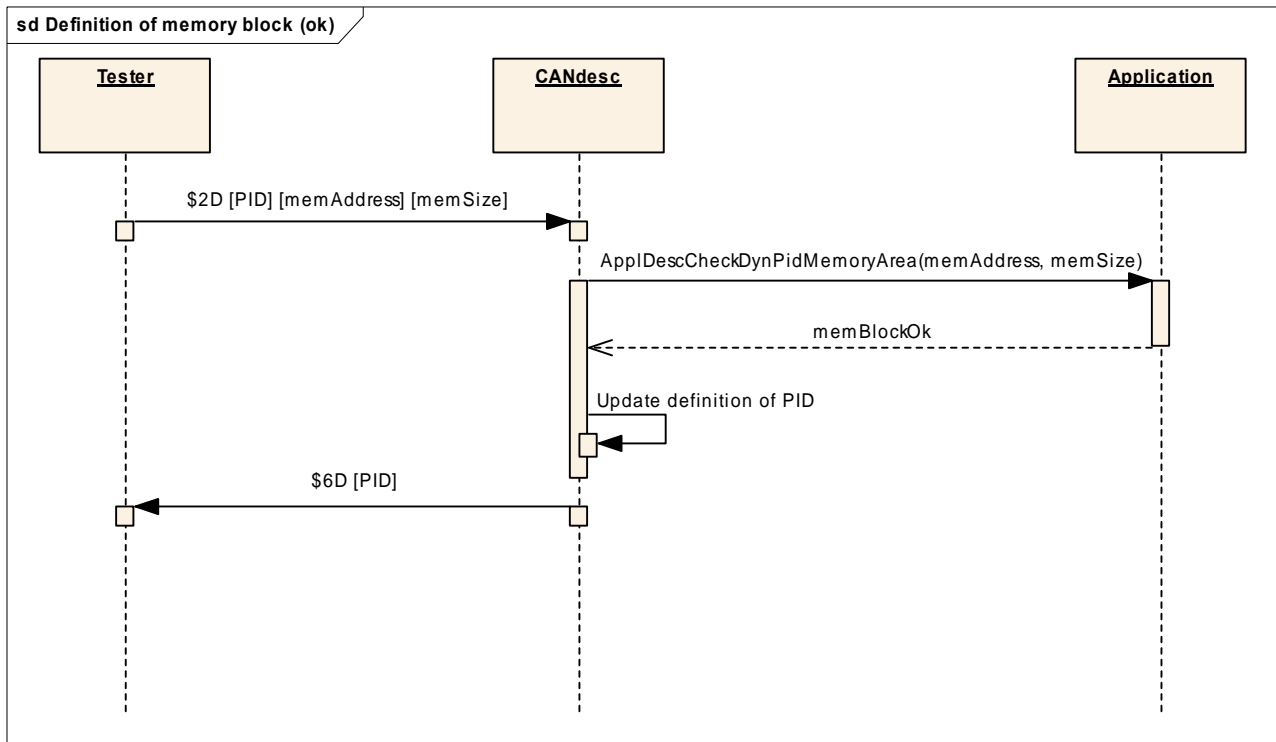 sd Definition of memory block (ok)
Tester
CANdesc
Application
$2D [PID] [memAddress] [memSize]
ApplDescCheckDynPidMemoryArea(memAddress, memSize)
memBlockOk
Update definition of PID
$6D [PID]